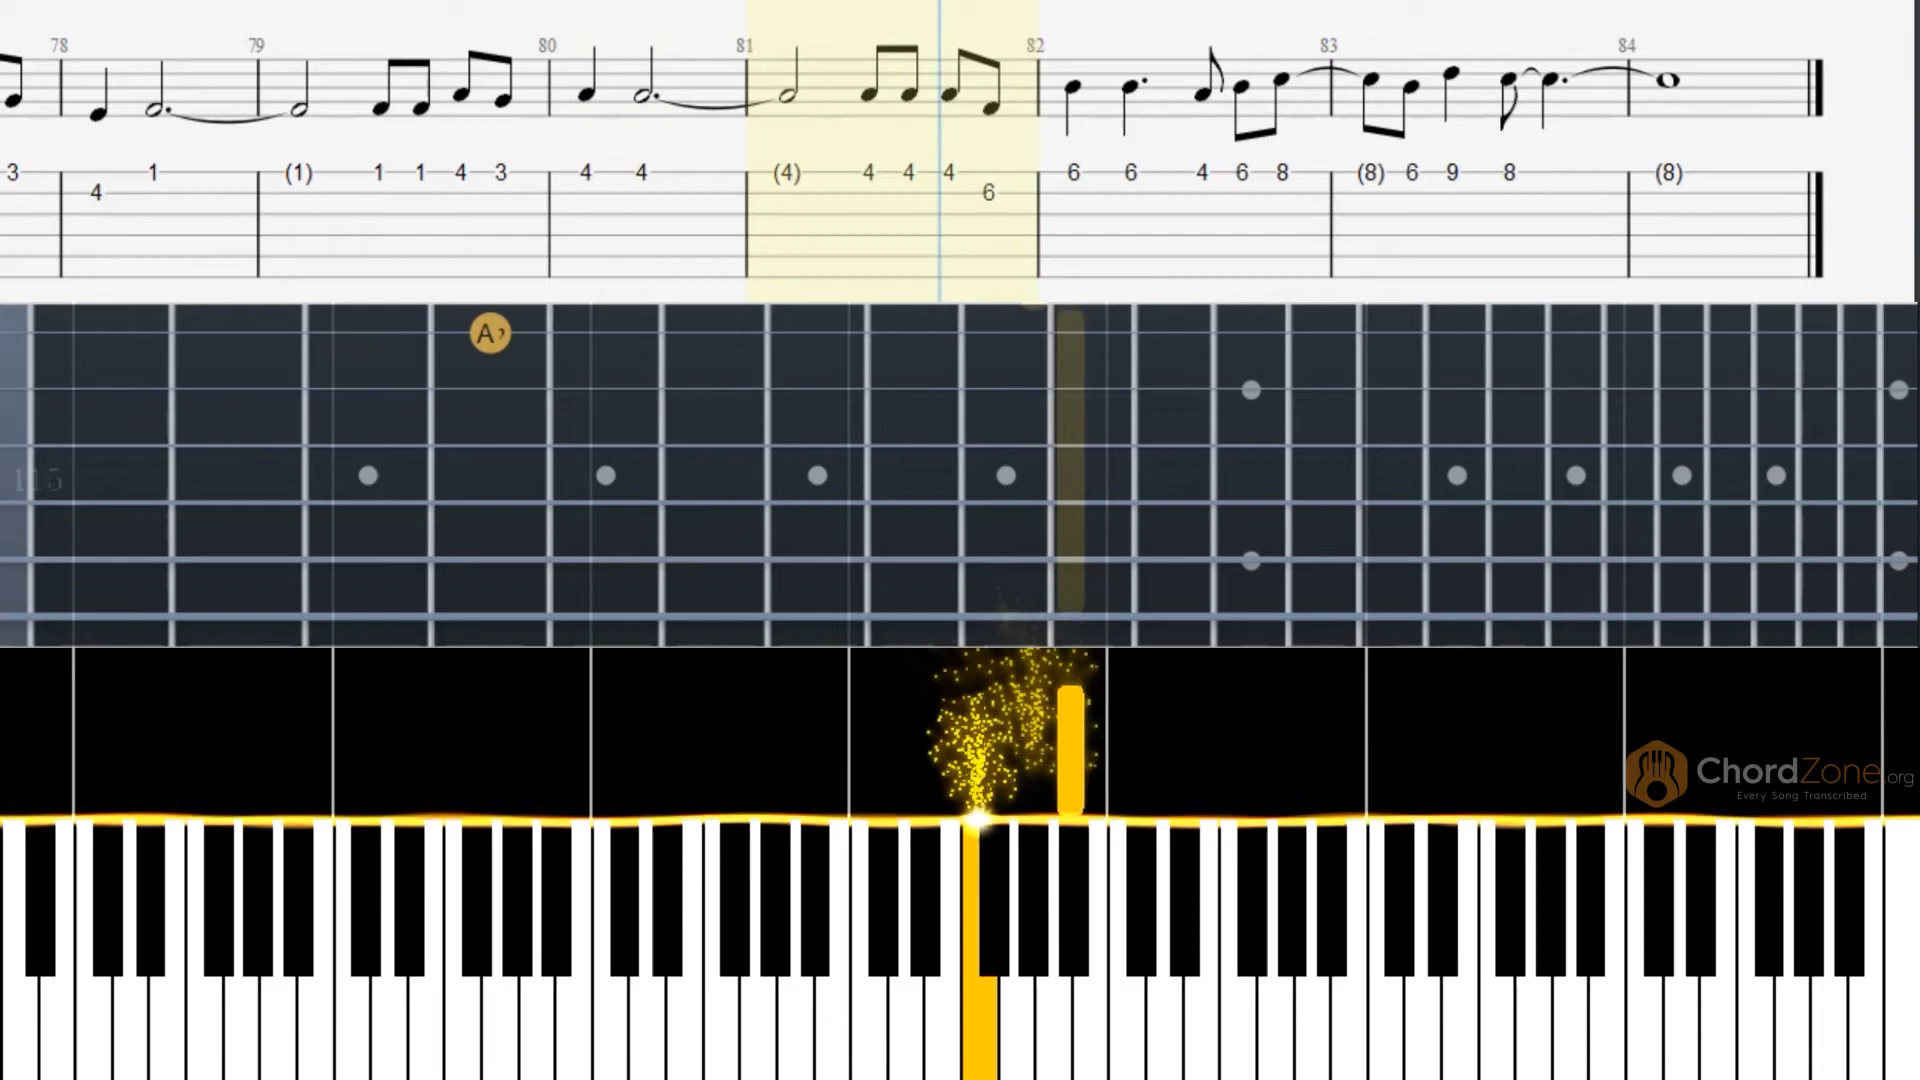 78 79 80 81 82 83 84
3 1 (1) 1 1 4 3 4 4 (4) 4 4 4 6 6 4 6 8 (8) 6 9 8 (8)
4 6
A♭
115
ChordZone.org
Every Song Transcribed